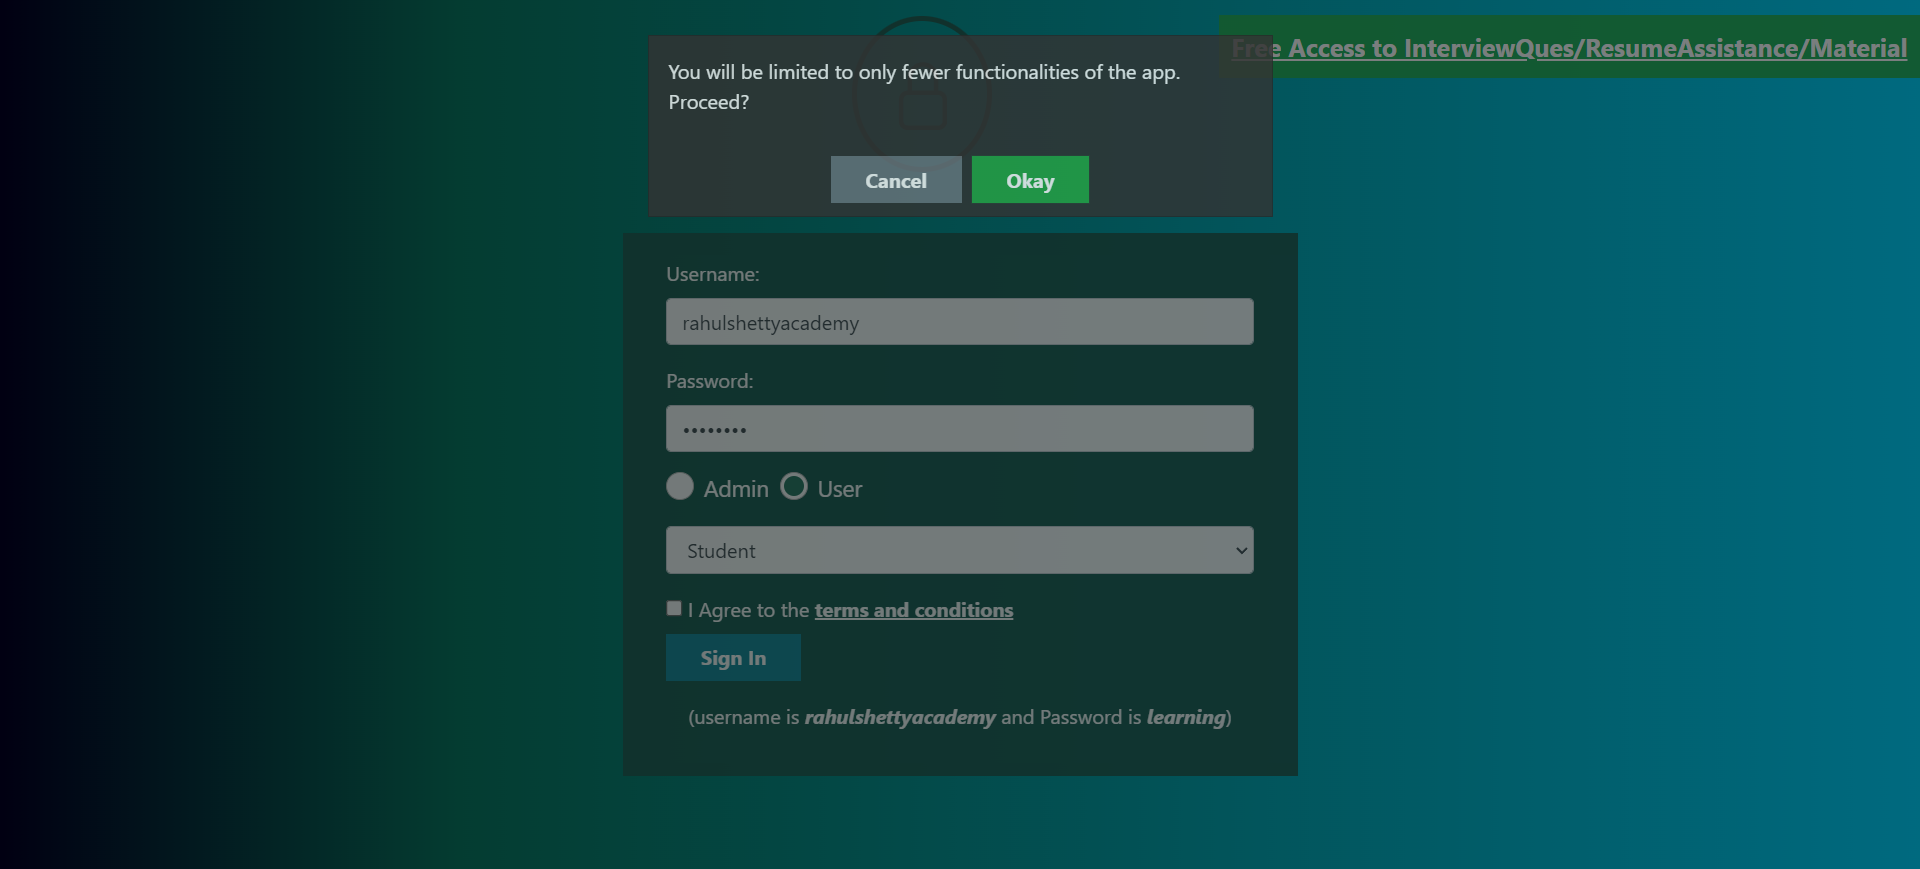 Free Access to InterviewQues/ResumeAssistance/Material
You will be limited to only fewer functionalities of the app.
Proceed?
Cancel Okay
Username:
rahulshettyacademy
Password:
••••••••
Admin User
Student
I Agree to the terms and conditions
Sign In
(username is rahulshettyacademy and Password is learning)